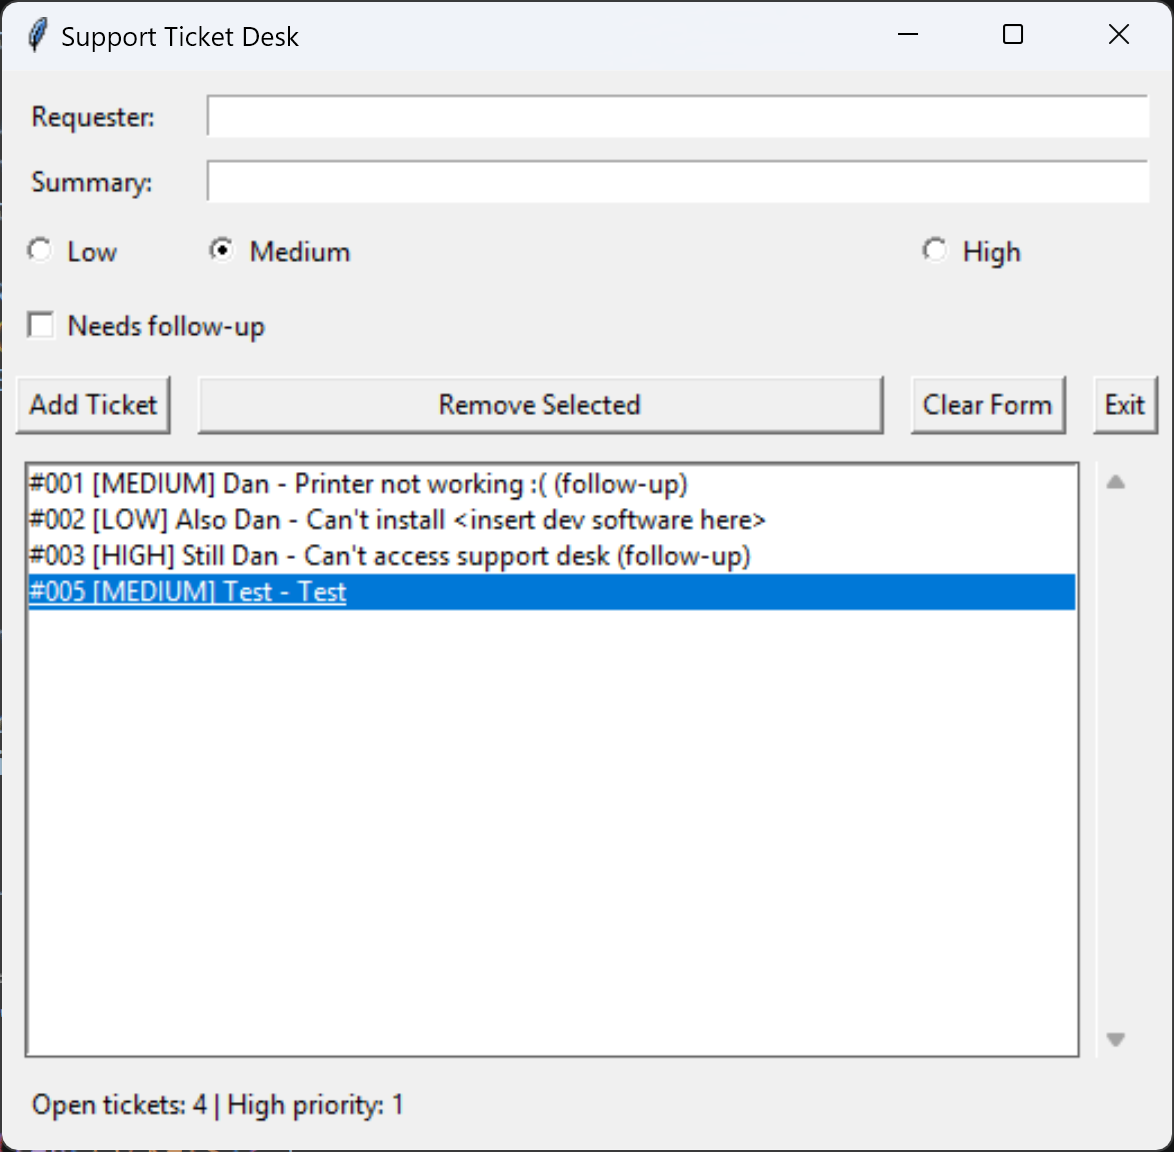 Support Ticket Desk
Requester:
Summary:
Low Medium High
Needs follow-up
Add Ticket Remove Selected Clear Form Exit
#001 [MEDIUM] Dan - Printer not working :( (follow-up)
#002 [LOW] Also Dan - Can't install <insert dev software here>
#003 [HIGH] Still Dan - Can't access support desk (follow-up)
#005 [MEDIUM] Test - Test
Open tickets: 4 | High priority: 1